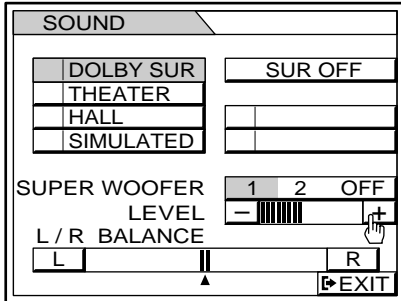 SOUND
DOLBY SUR SUR OFF
THEATER
HALL
SIMULATED
SUPER WOOFER 1 2 OFF
LEVEL − +
L / R BALANCE
L R
EXIT